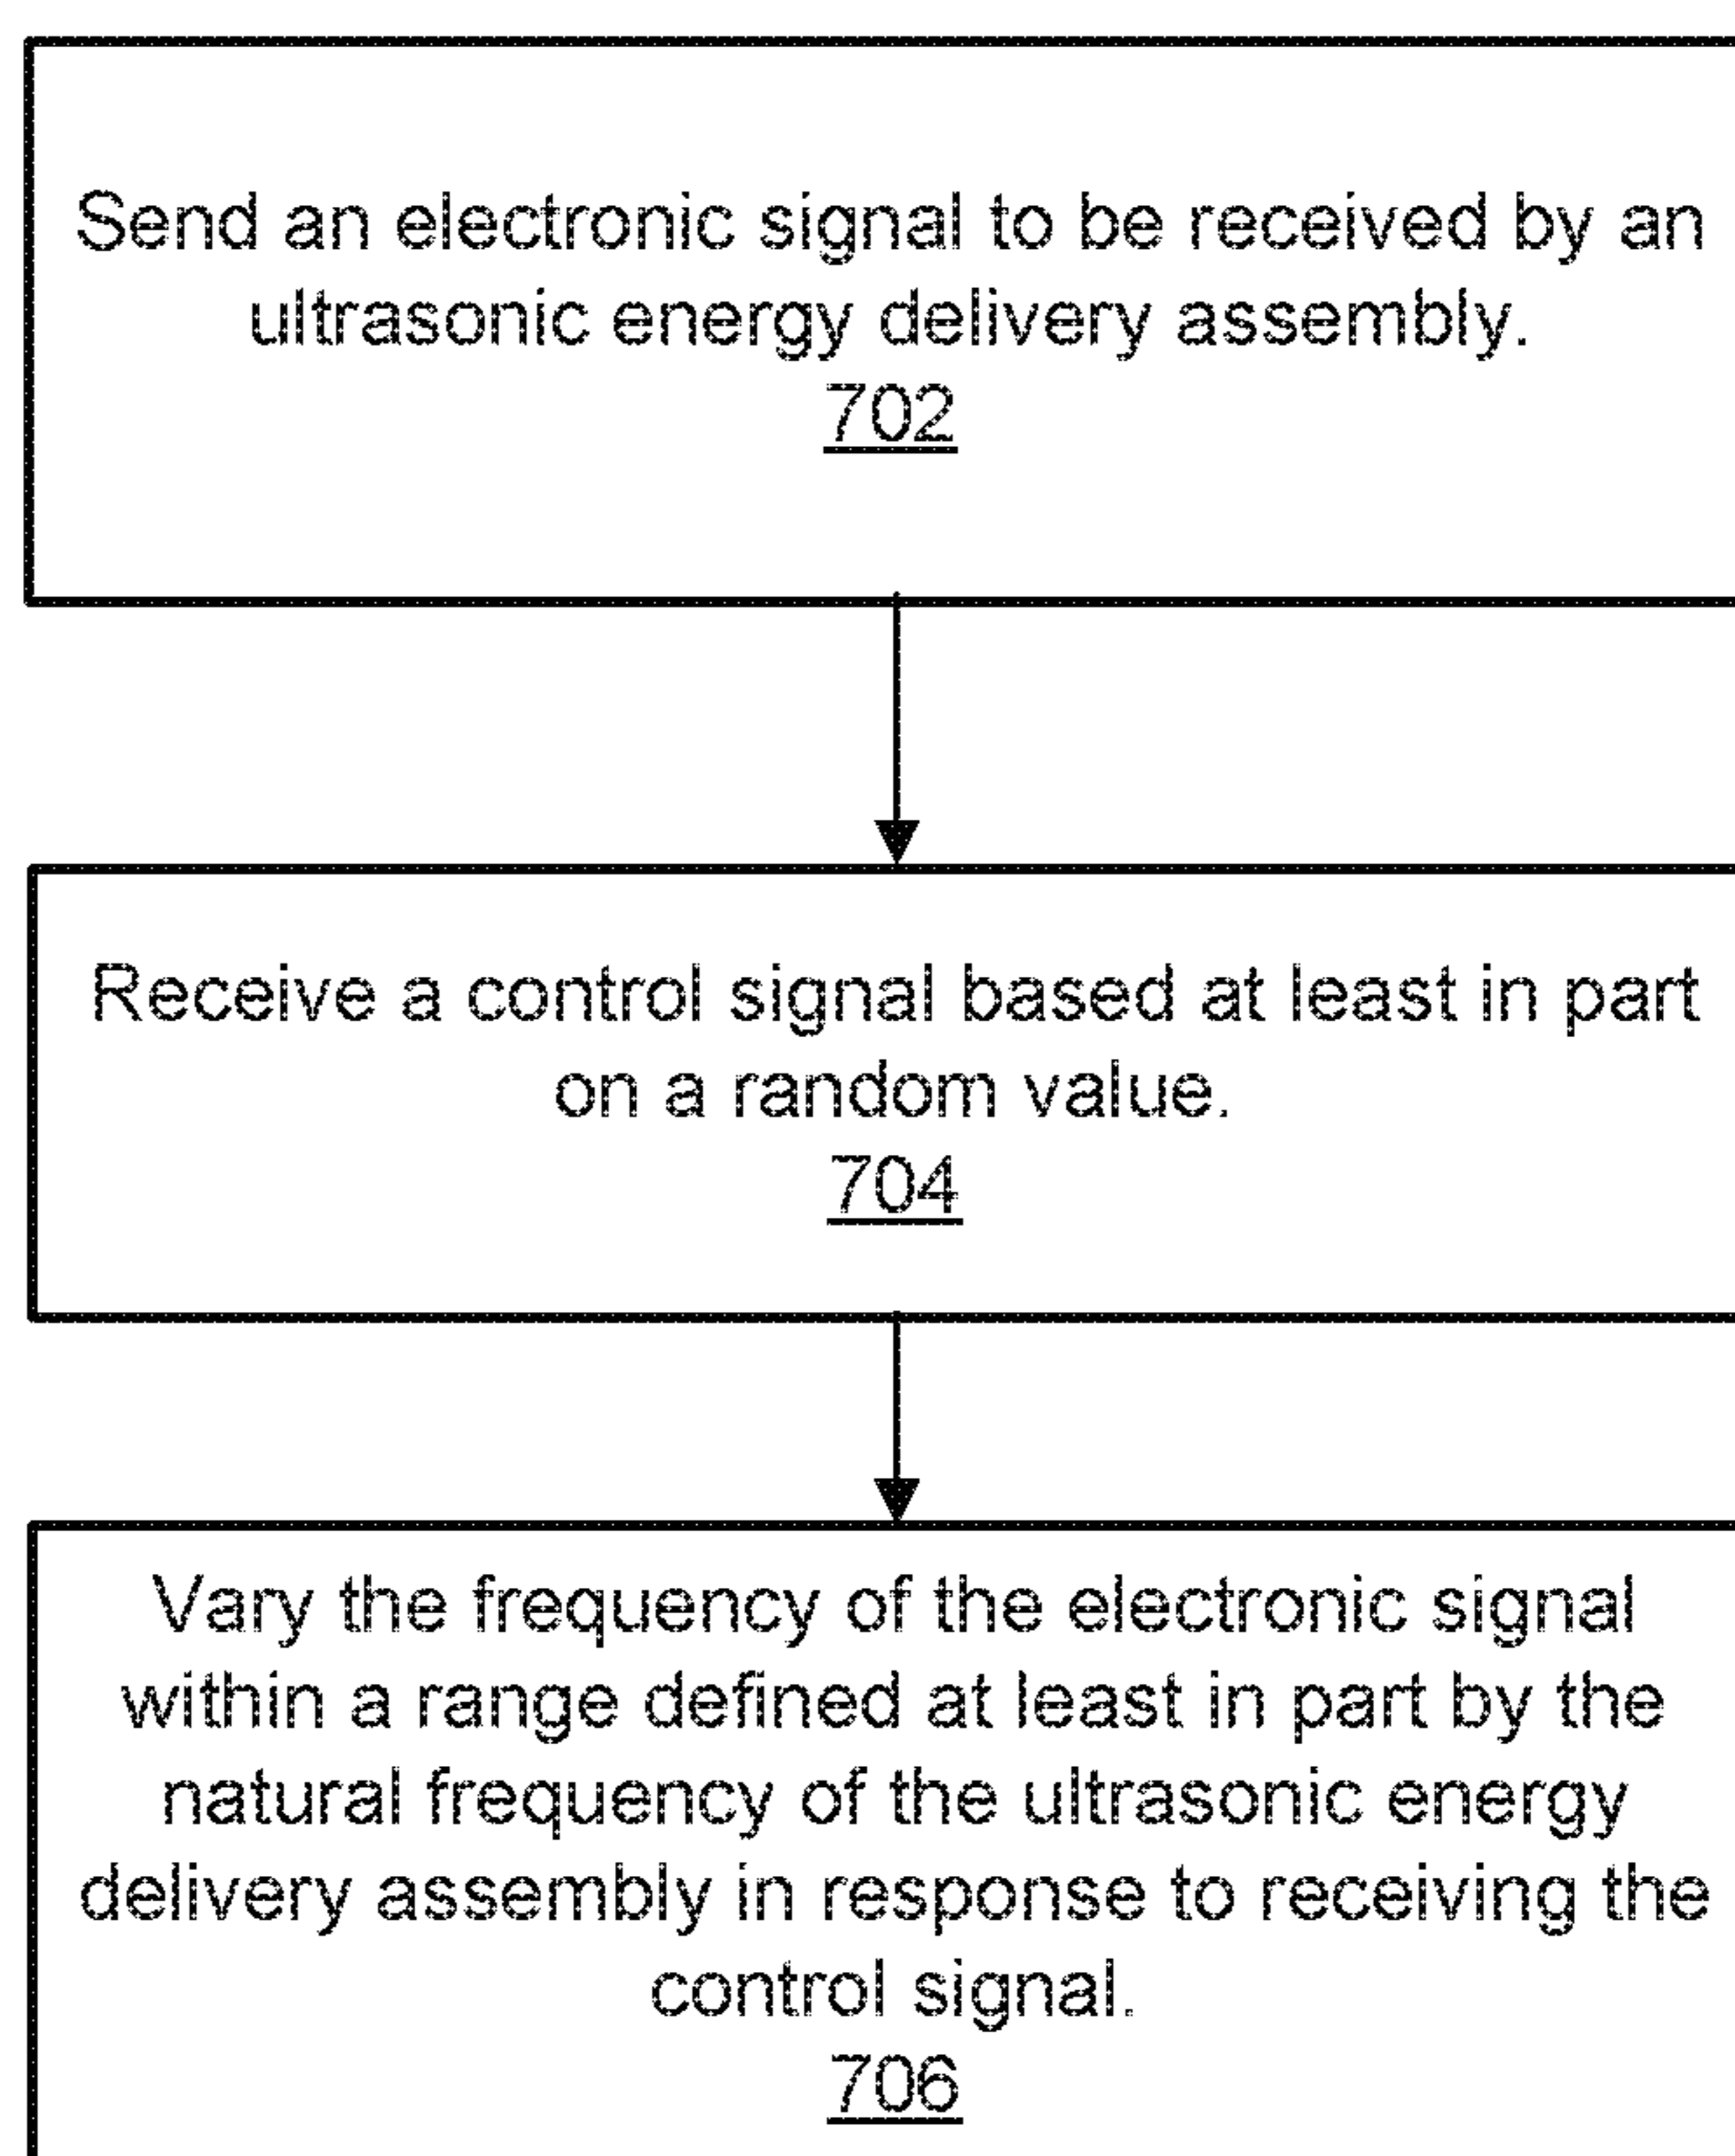 Send an electronic signal to be received by an
ultrasonic energy delivery assembly.
702
Receive a control signal based at least in part
on a random value.
704
Vary the frequency of the electronic signal
within a range defined at least in part by the
natural frequency of the ultrasonic energy
delivery assembly in response to receiving the
control signal.
706